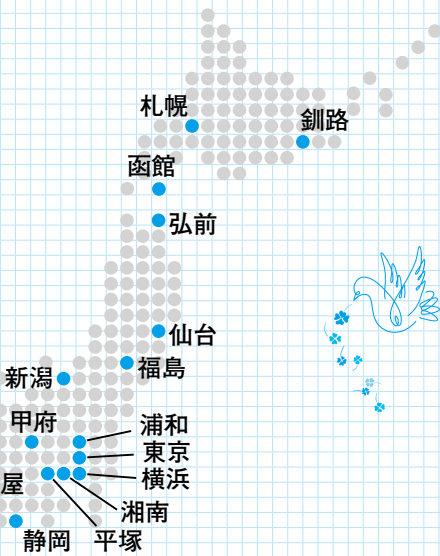 札幌
釧路
函館
弘前
仙台
福島
新潟
甲府
浦和
東京
横浜
屋
湘南
静岡
平塚